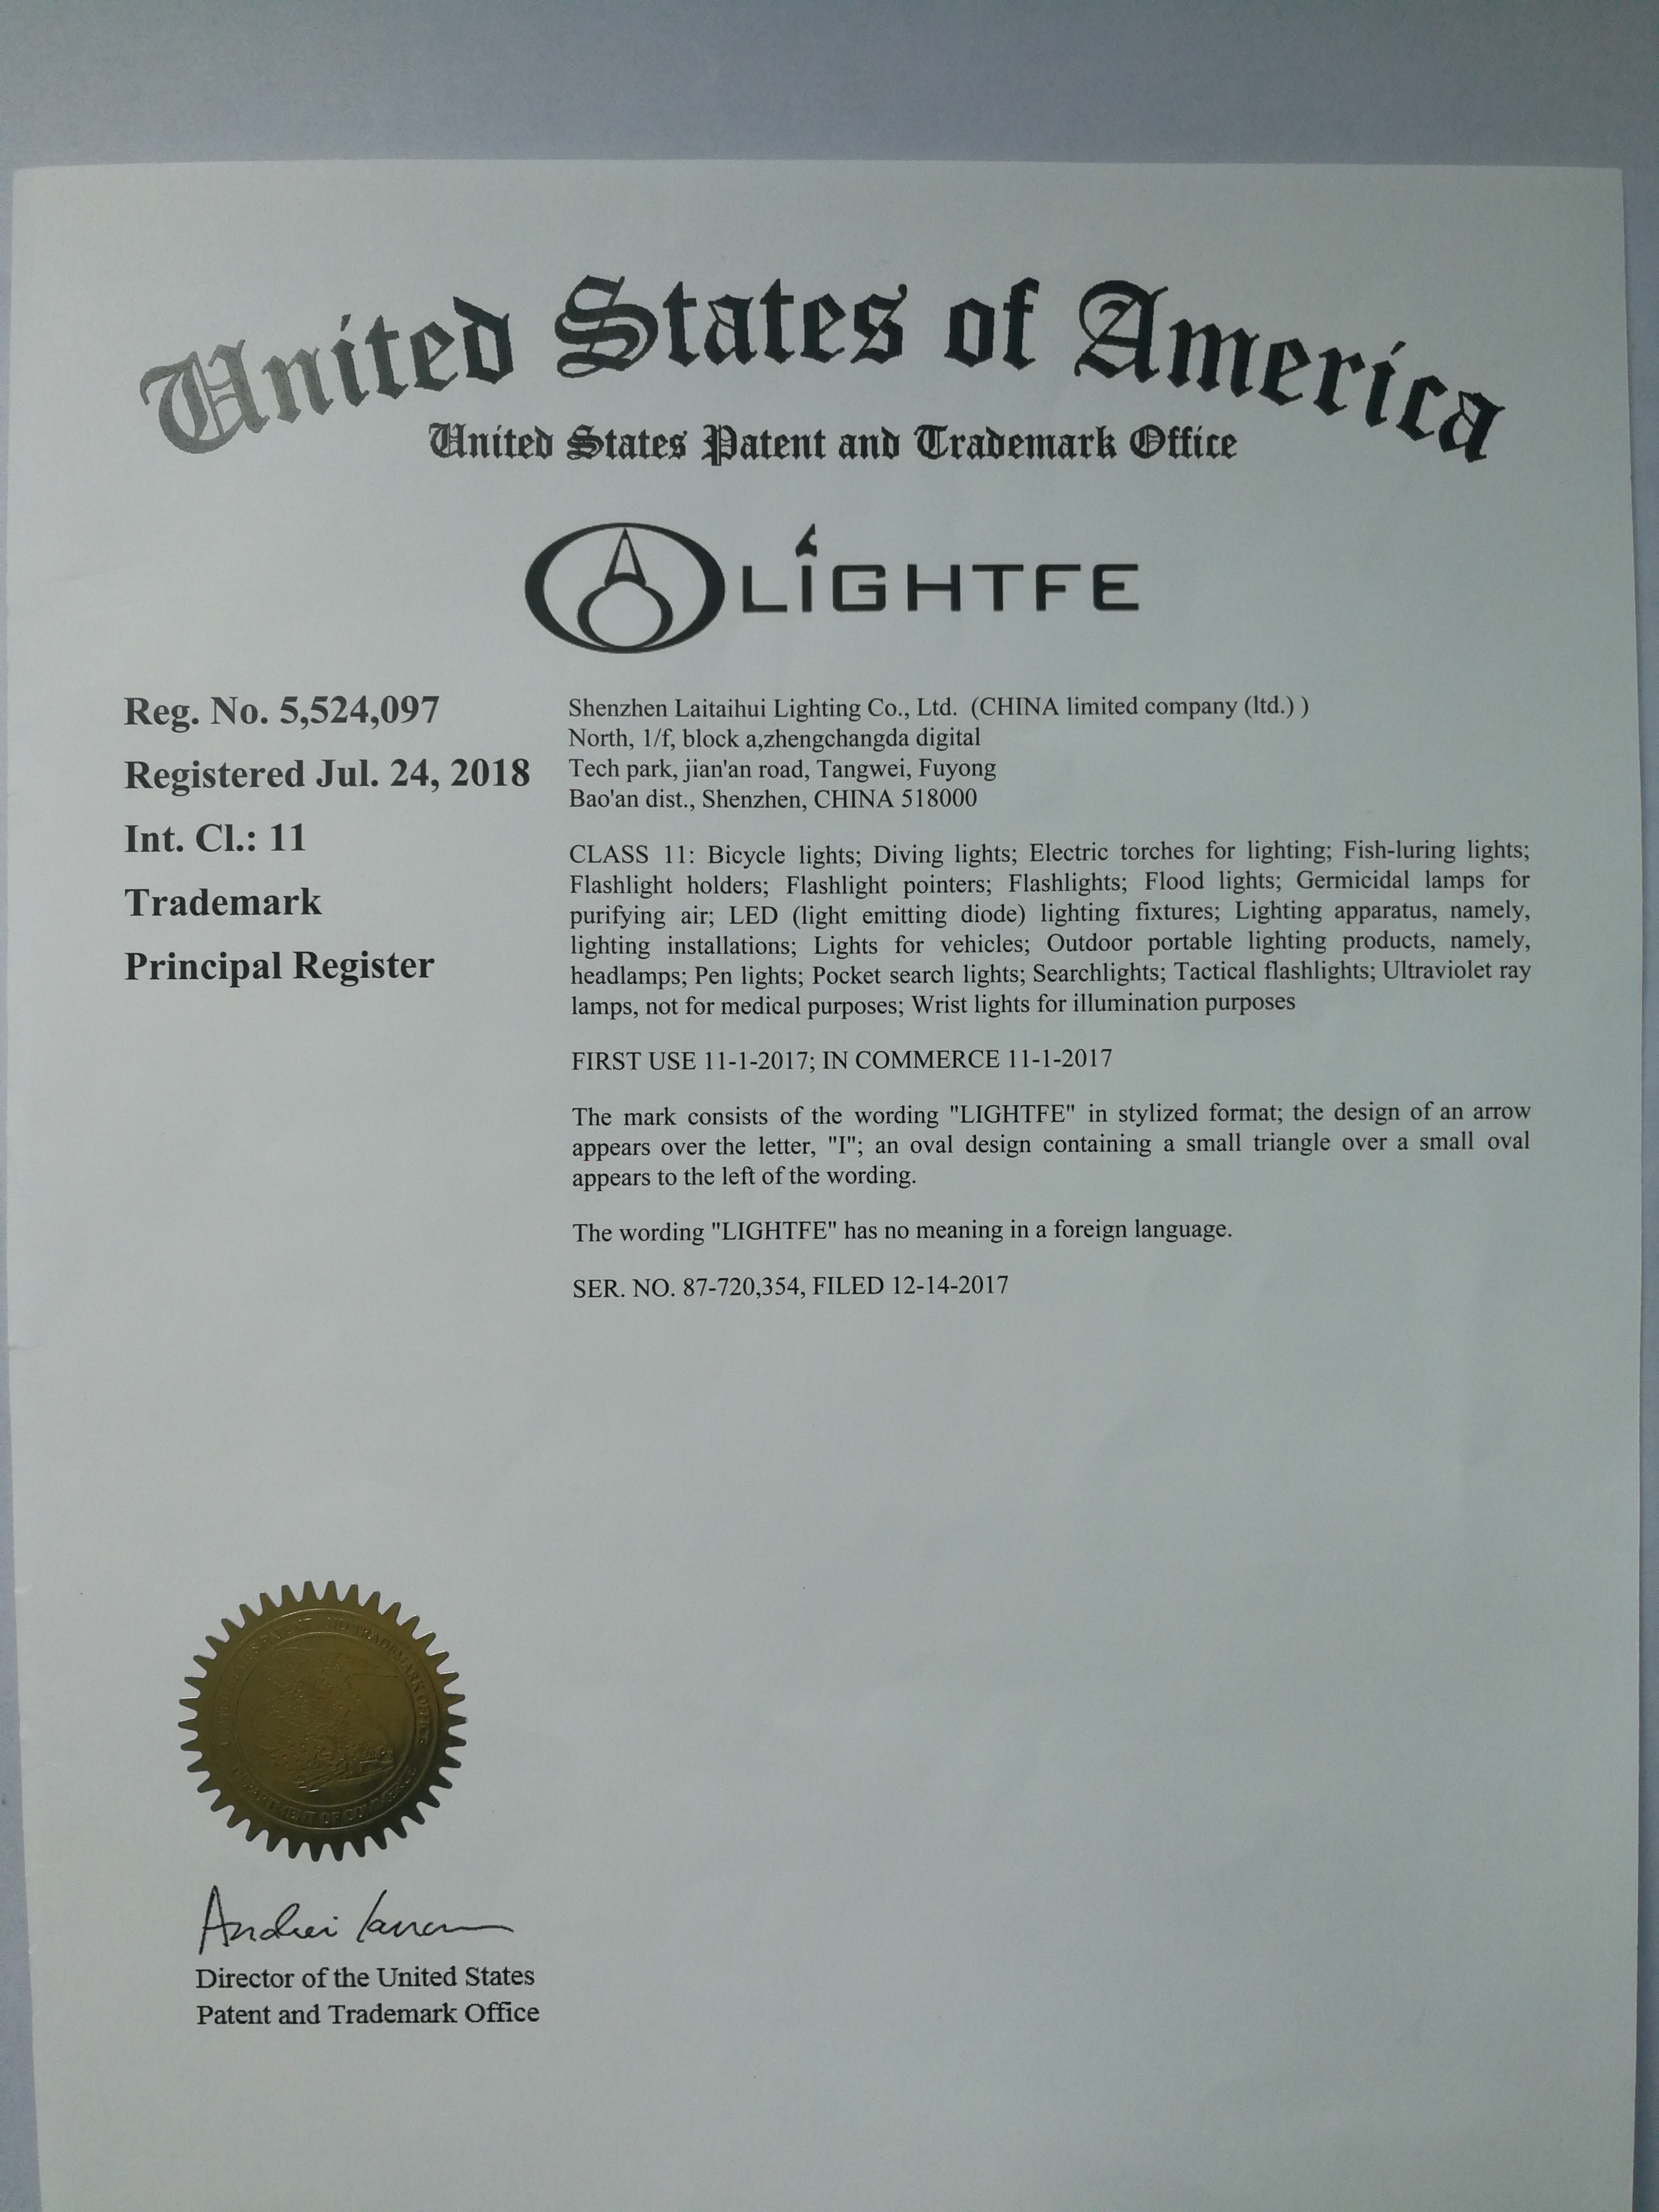 United States of America
United States Patent and Trademark Office
LIGHTFE
Reg. No. 5,524,097
Registered Jul. 24, 2018
Int. Cl.: 11
Trademark
Principal Register
Shenzhen Laitaihui Lighting Co., Ltd. (CHINA limited company (ltd.) )
North, 1/f, block a,zhengchangda digital
Tech park, jian'an road, Tangwei, Fuyong
Bao'an dist., Shenzhen, CHINA 518000
CLASS 11: Bicycle lights; Diving lights; Electric torches for lighting; Fish-luring lights;
Flashlight holders; Flashlight pointers; Flashlights; Flood lights; Germicidal lamps for
purifying air; LED (light emitting diode) lighting fixtures; Lighting apparatus, namely,
lighting installations; Lights for vehicles; Outdoor portable lighting products, namely,
headlamps; Pen lights; Pocket search lights; Searchlights; Tactical flashlights; Ultraviolet ray
lamps, not for medical purposes; Wrist lights for illumination purposes
FIRST USE 11-1-2017; IN COMMERCE 11-1-2017
The mark consists of the wording "LIGHTFE" in stylized format; the design of an arrow
appears over the letter, "I"; an oval design containing a small triangle over a small oval
appears to the left of the wording.
The wording "LIGHTFE" has no meaning in a foreign language.
SER. NO. 87-720,354, FILED 12-14-2017
PATENT AND TRADEMARK OFFICE
DEPARTMENT OF COMMERCE
Andrei Iancu
Director of the United States
Patent and Trademark Office